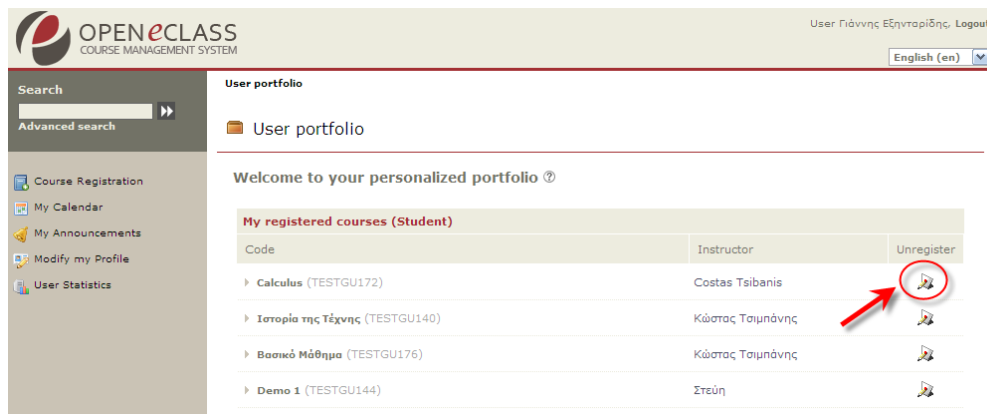 OPEN eCLASS
COURSE MANAGEMENT SYSTEM
User Γιάννης Εξηνταρίδης, Logout
English (en)
Search
Advanced search
User portfolio
User portfolio
Course Registration
My Calendar
My Announcements
Modify my Profile
User Statistics
Welcome to your personalized portfolio
My registered courses (Student)
Code Instructor Unregister
Calculus (TESTGU172) Costas Tsibanis
Ιστορία της Τέχνης (TESTGU140) Κώστας Τσιμπάνης
Βασικό Μάθημα (TESTGU176) Κώστας Τσιμπάνης
Demo 1 (TESTGU144) Στεύη